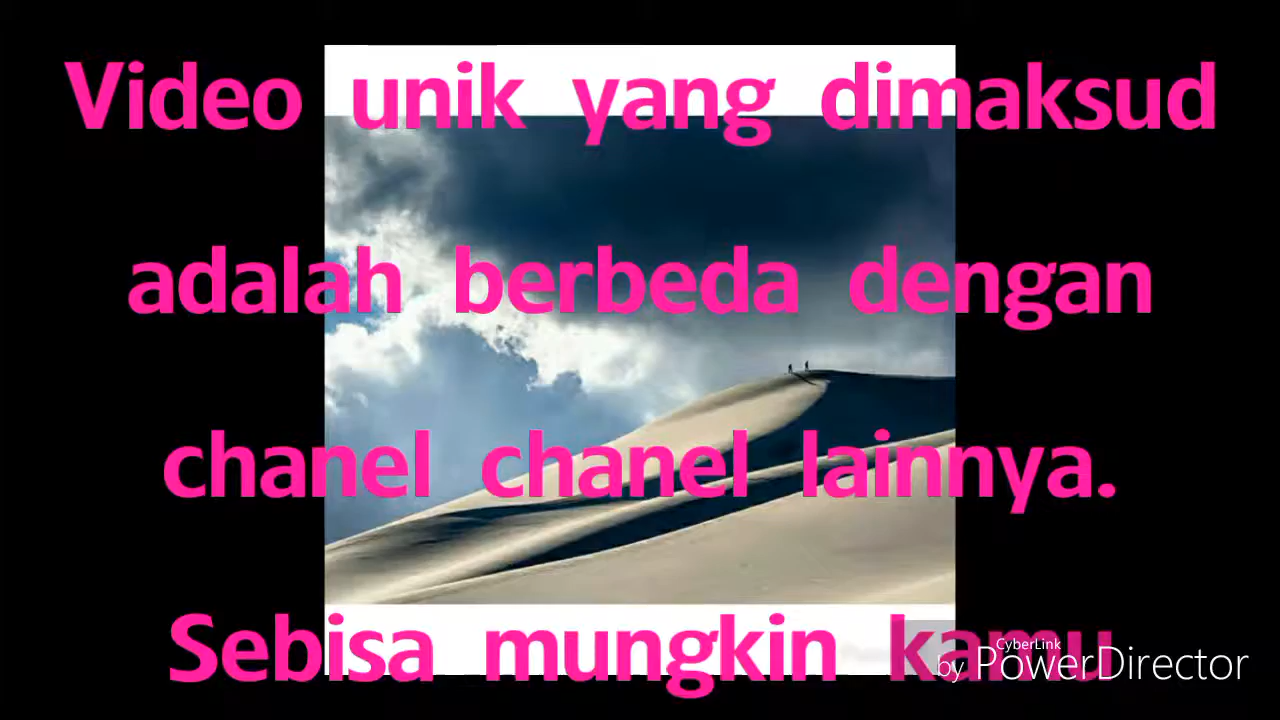 Video unik yang dimaksud
adalah berbeda dengan
chanel chanel lainnya.
Sebisa mungkin kamu
CyberLink
by PowerDirector